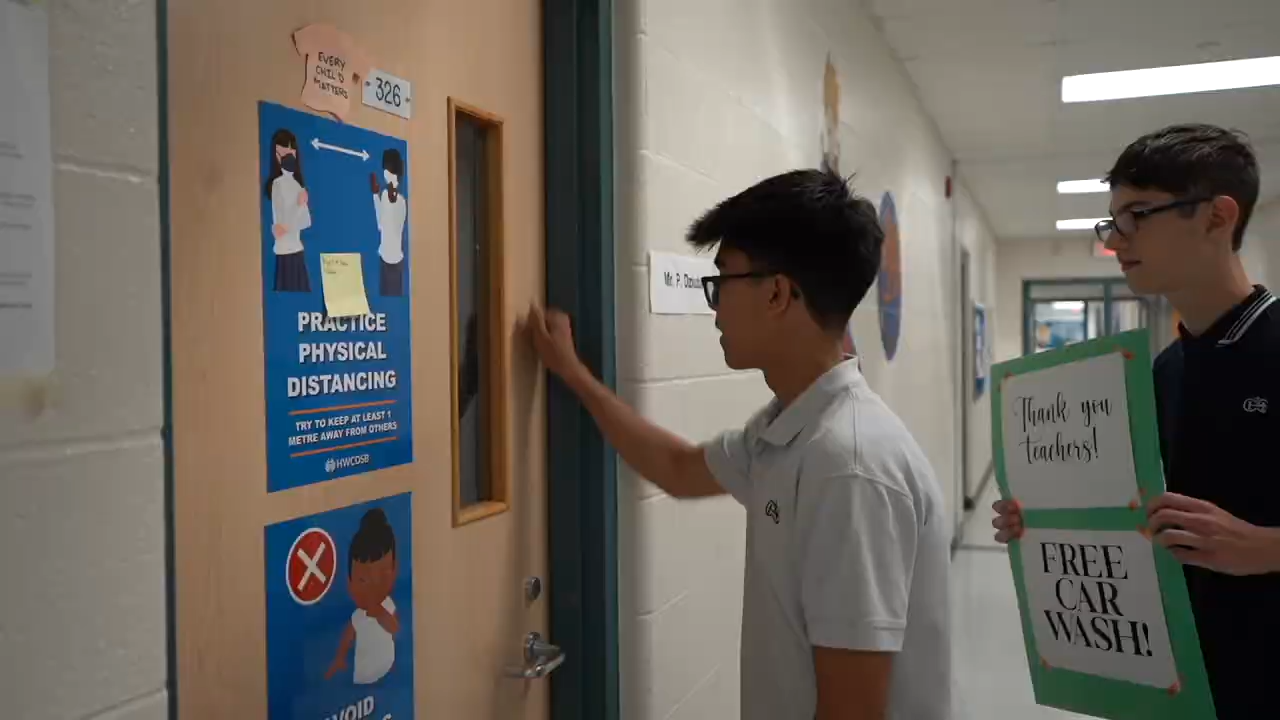 EVERY
CHILD
MATTERS
326
PRACTICE
PHYSICAL
DISTANCING
TRY TO KEEP AT LEAST 1
METRE AWAY FROM OTHERS
HWCDSB
Mr. P.
Thank you
teachers!
FREE
CAR
WASH!